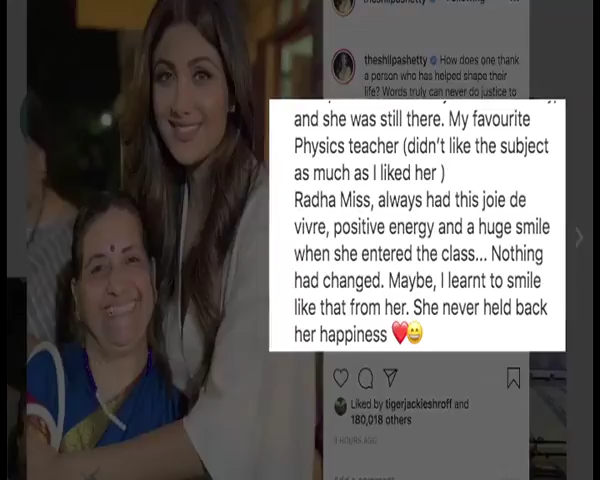 theshilpashetty
Following
theshilpashetty How does one thank
a person who has helped shape their
life? Words truly can never do justice to
and she was still there. My favourite
Physics teacher (didn't like the subject
as much as I liked her )
Radha Miss, always had this joie de
vivre, positive energy and a huge smile
when she entered the class... Nothing
had changed. Maybe, I learnt to smile
like that from her. She never held back
her happiness ❤️😁
Liked by tigerjackieshroff and
180,018 others
HOURS AGO